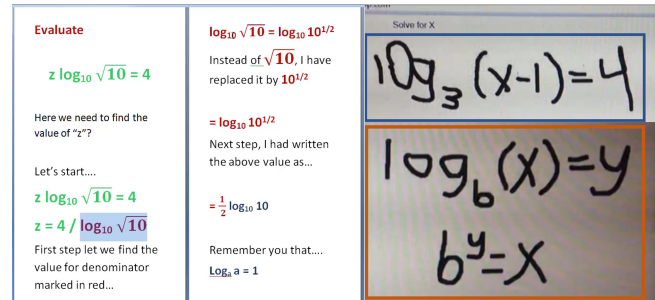 Evaluate
z log₁₀ √10 = 4
Here we need to find the
value of “z”?
Let’s start....
z log₁₀ √10 = 4
z = 4 / log₁₀ √10
First step let we find the
value for denominator
marked in red...
log₁₀ √10 = log₁₀ 10^1/2
Instead of √10, I have
replaced it by 10^1/2
= log₁₀ 10^1/2
Next step, I had written
the above value as...
= 1/2 log₁₀ 10
Remember you that....
Logₐ a = 1
Solve for X
log₃ (x-1)=4
log_b (x)=y
b^y=x